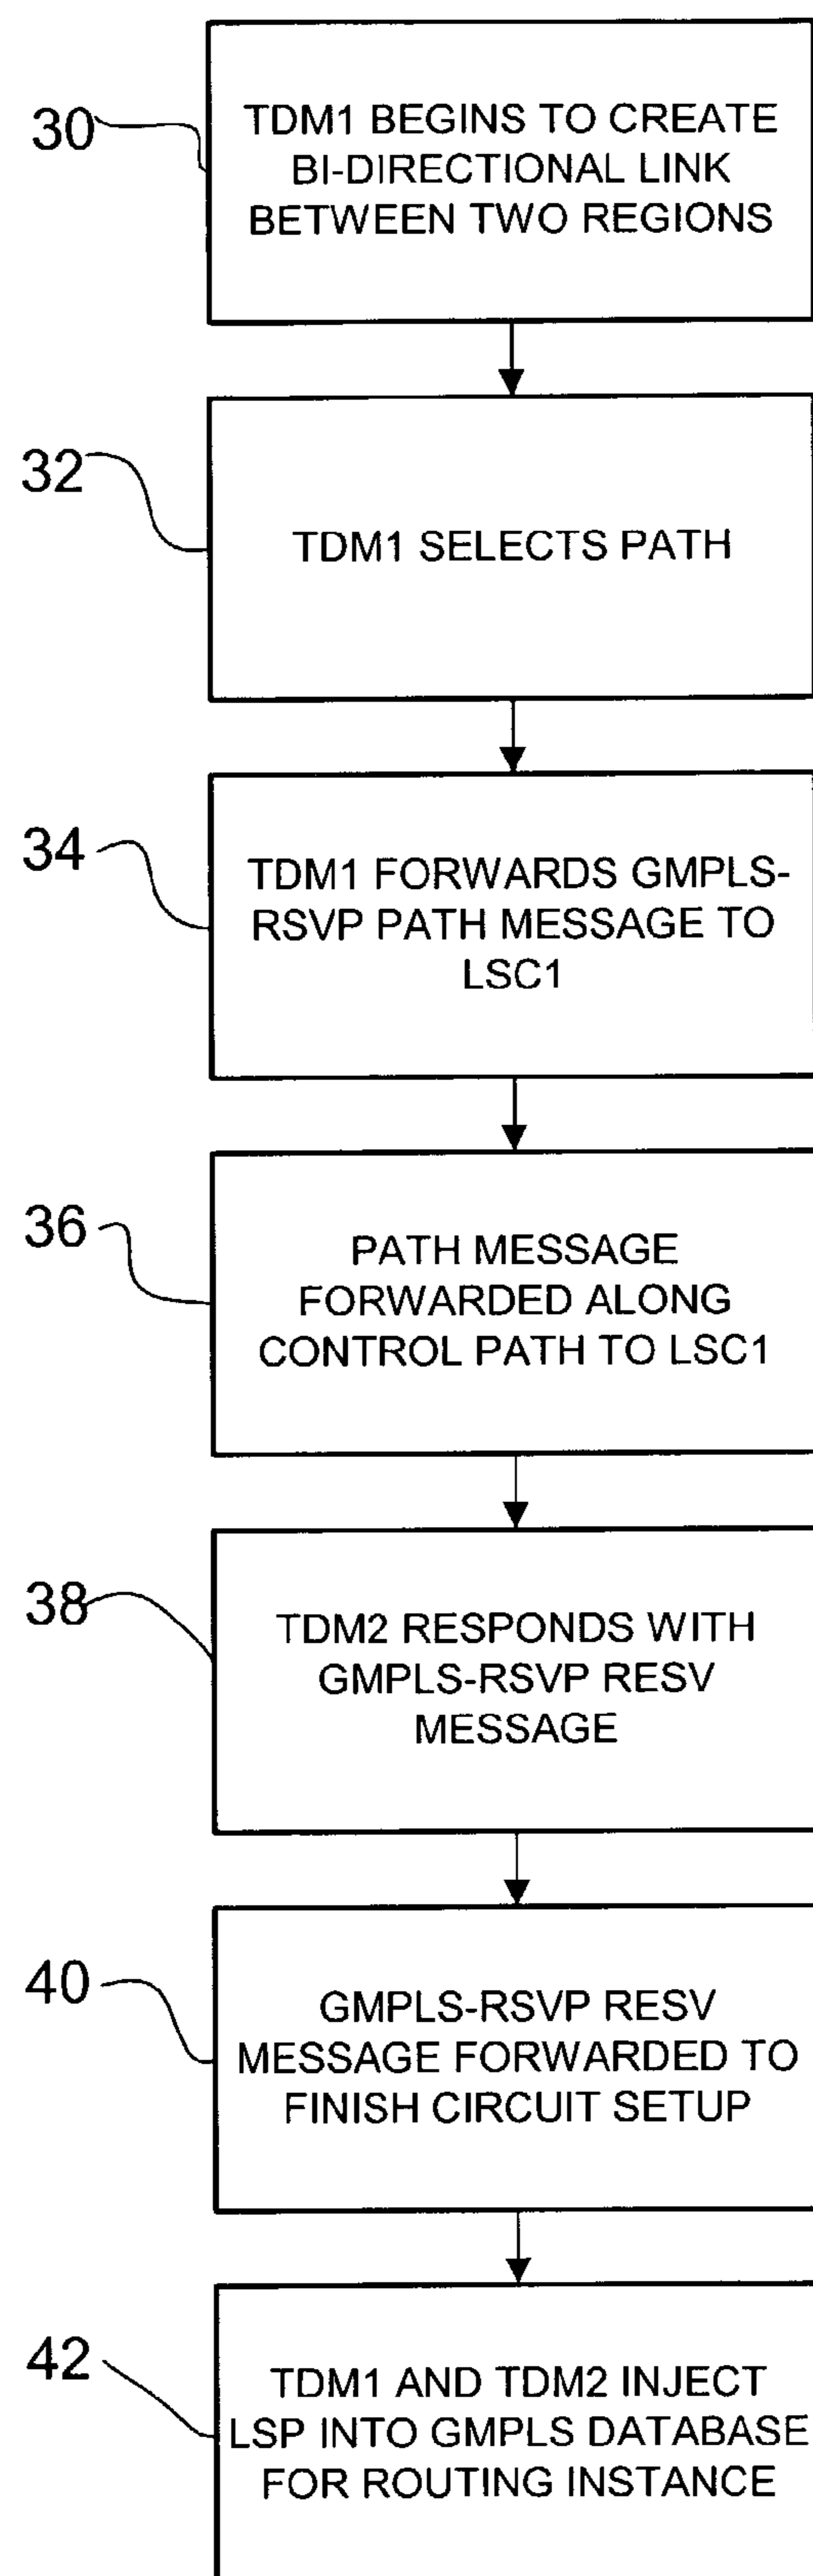 30
TDM1 BEGINS TO CREATE
BI-DIRECTIONAL LINK
BETWEEN TWO REGIONS
32
TDM1 SELECTS PATH
34
TDM1 FORWARDS GMPLS-
RSVP PATH MESSAGE TO
LSC1
36
PATH MESSAGE
FORWARDED ALONG
CONTROL PATH TO LSC1
38
TDM2 RESPONDS WITH
GMPLS-RSVP RESV
MESSAGE
40
GMPLS-RSVP RESV
MESSAGE FORWARDED TO
FINISH CIRCUIT SETUP
42
TDM1 AND TDM2 INJECT
LSP INTO GMPLS DATABASE
FOR ROUTING INSTANCE